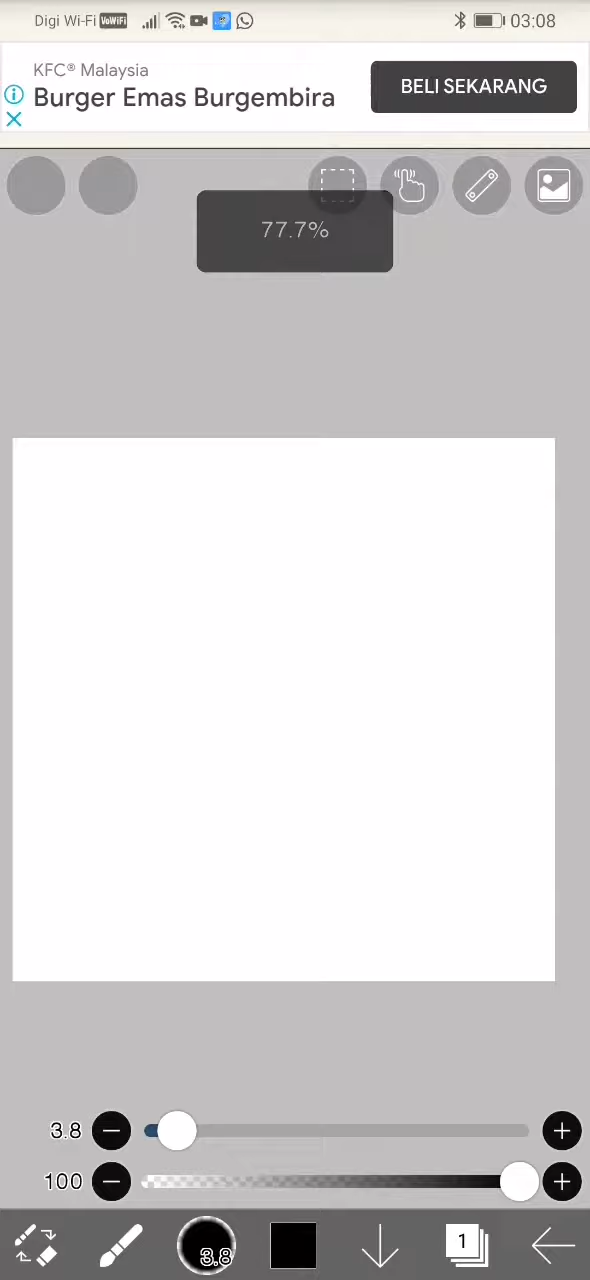 Digi Wi-Fi VoWiFi 03:08
KFC® Malaysia
Burger Emas Burgembira
BELI SEKARANG
77.7%
3.8
100
3.8
1